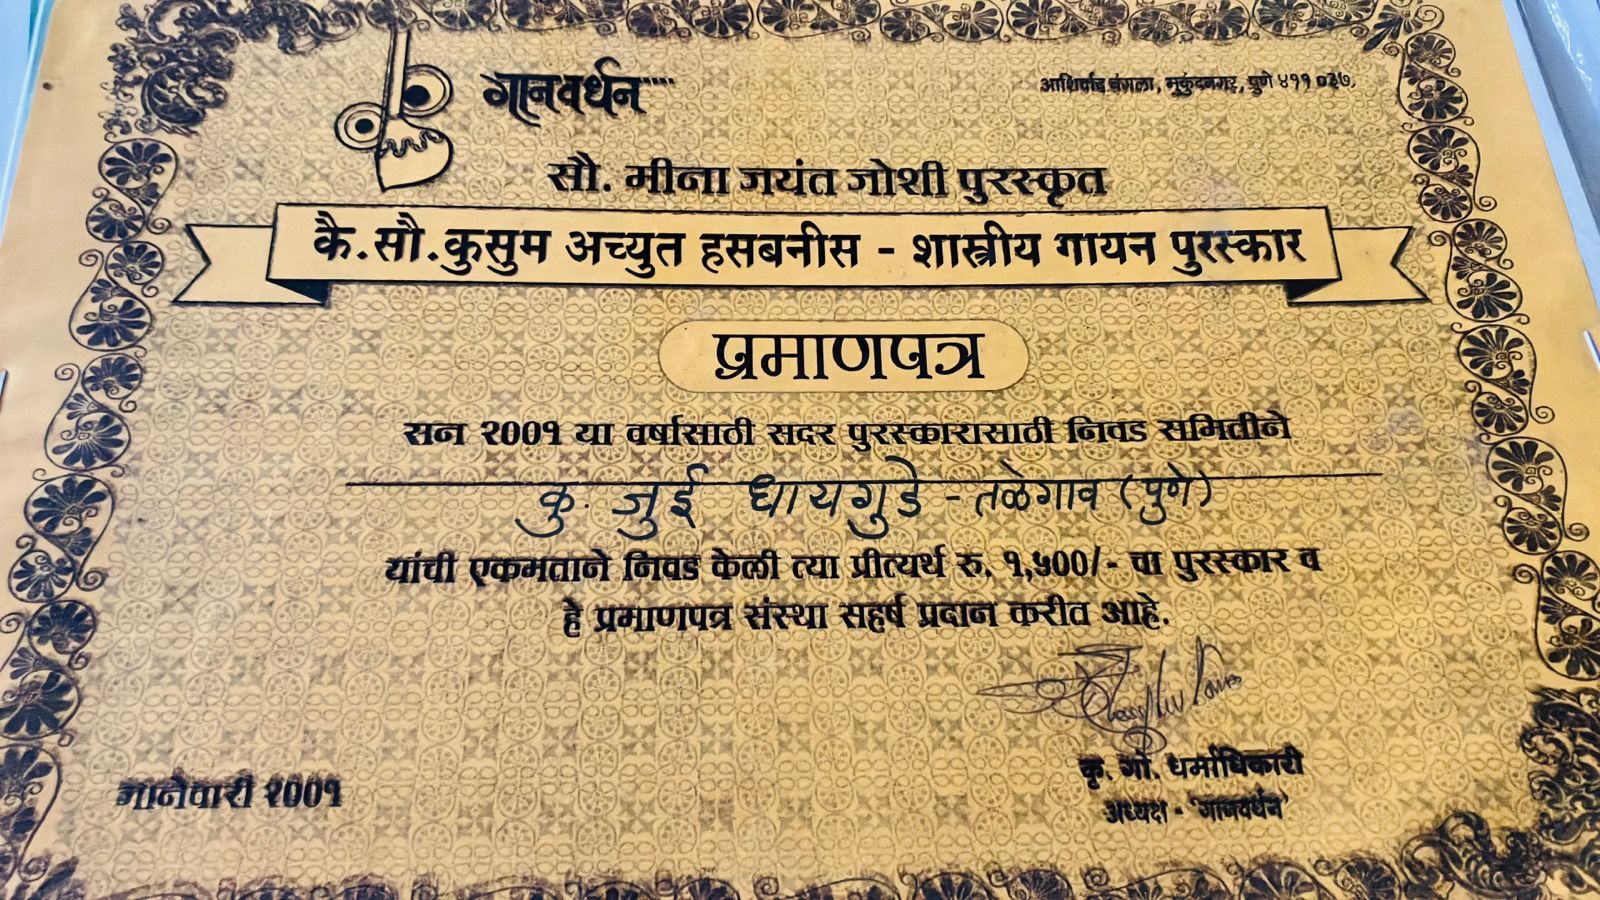 गानवर्धन.....
आशिर्वाद बंगला, मुकुंदनगर, पुणे ४११ ०३७.
सौ. मीना जयंत जोशी पुरस्कृत
कै.सौ.कुसुम अच्युत हसबनीस - शास्त्रीय गायन पुरस्कार
प्रमाणपत्र
सन २००१ या वर्षासाठी सदर पुरस्कारासाठी निवड समितीने
कु. जुई धायगुडे - तळेगाव (पुणे)
यांची एकमताने निवड केली त्या प्रीत्यर्थ रु. १,५००/- चा पुरस्कार व
हे प्रमाणपत्र संस्था सहर्ष प्रदान करीत आहे.
जानेवारी २००१
कृ. गो. धर्माधिकारी
अध्यक्ष - 'गानवर्धन'